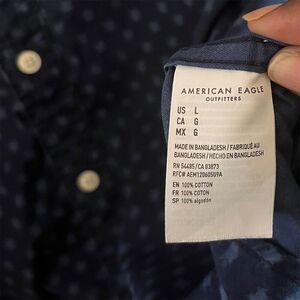 AMERICAN EAGLE
OUTFITTERS
US L
CA G
MX G
MADE IN BANGLADESH / FABRIQUÉ AU
BANGLADESH / HECHO EN BANGLADESH
RN 54485/CA 03873
RFC# AEM120605U9A
EN 100% COTTON
FR 100% COTON
SP 100% algodón